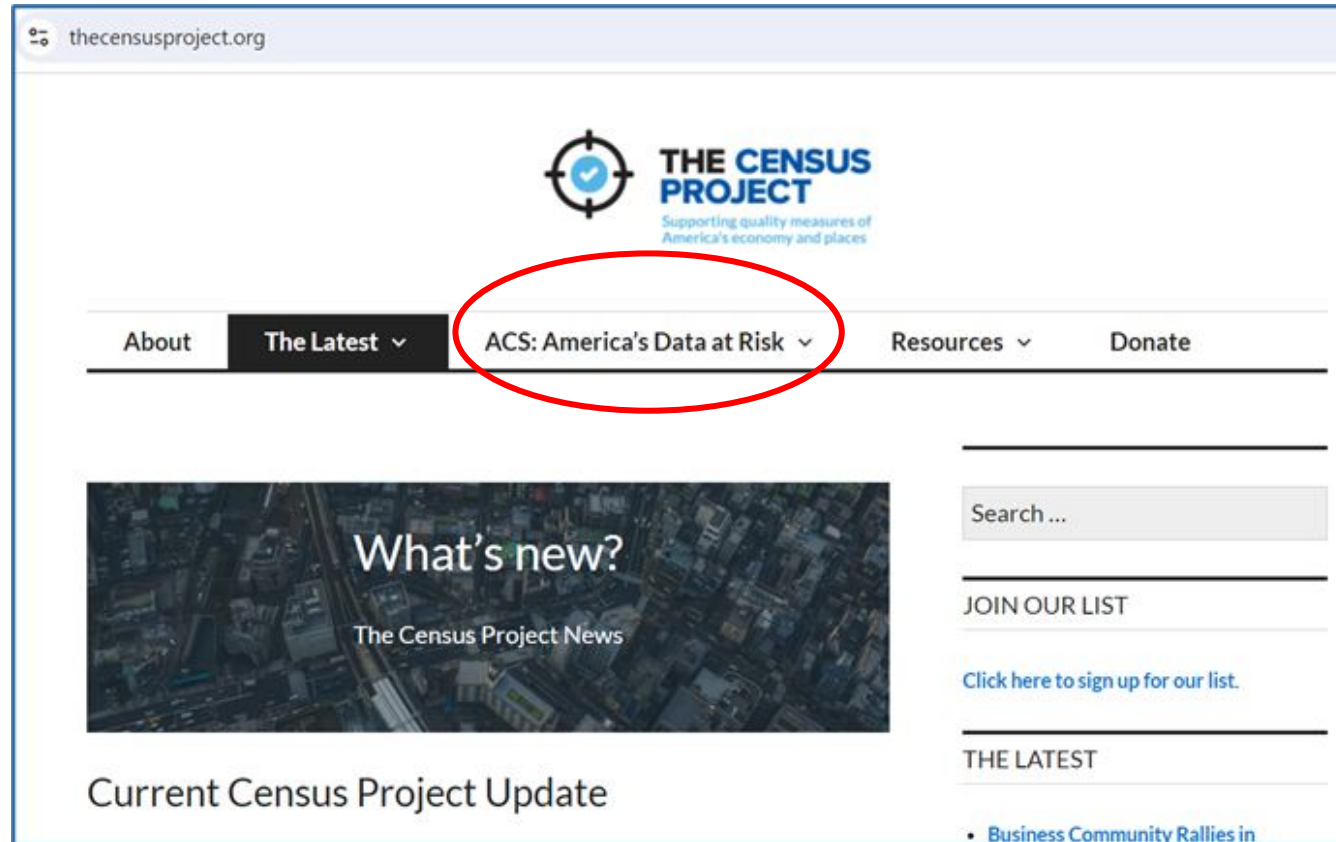 thecensusproject.org
THE CENSUS
PROJECT
Supporting quality measures of
America's economy and places
About The Latest ACS: America's Data at Risk Resources Donate
What's new?
The Census Project News
Search ...
JOIN OUR LIST
Click here to sign up for our list.
THE LATEST
Current Census Project Update
• Business Community Rallies in